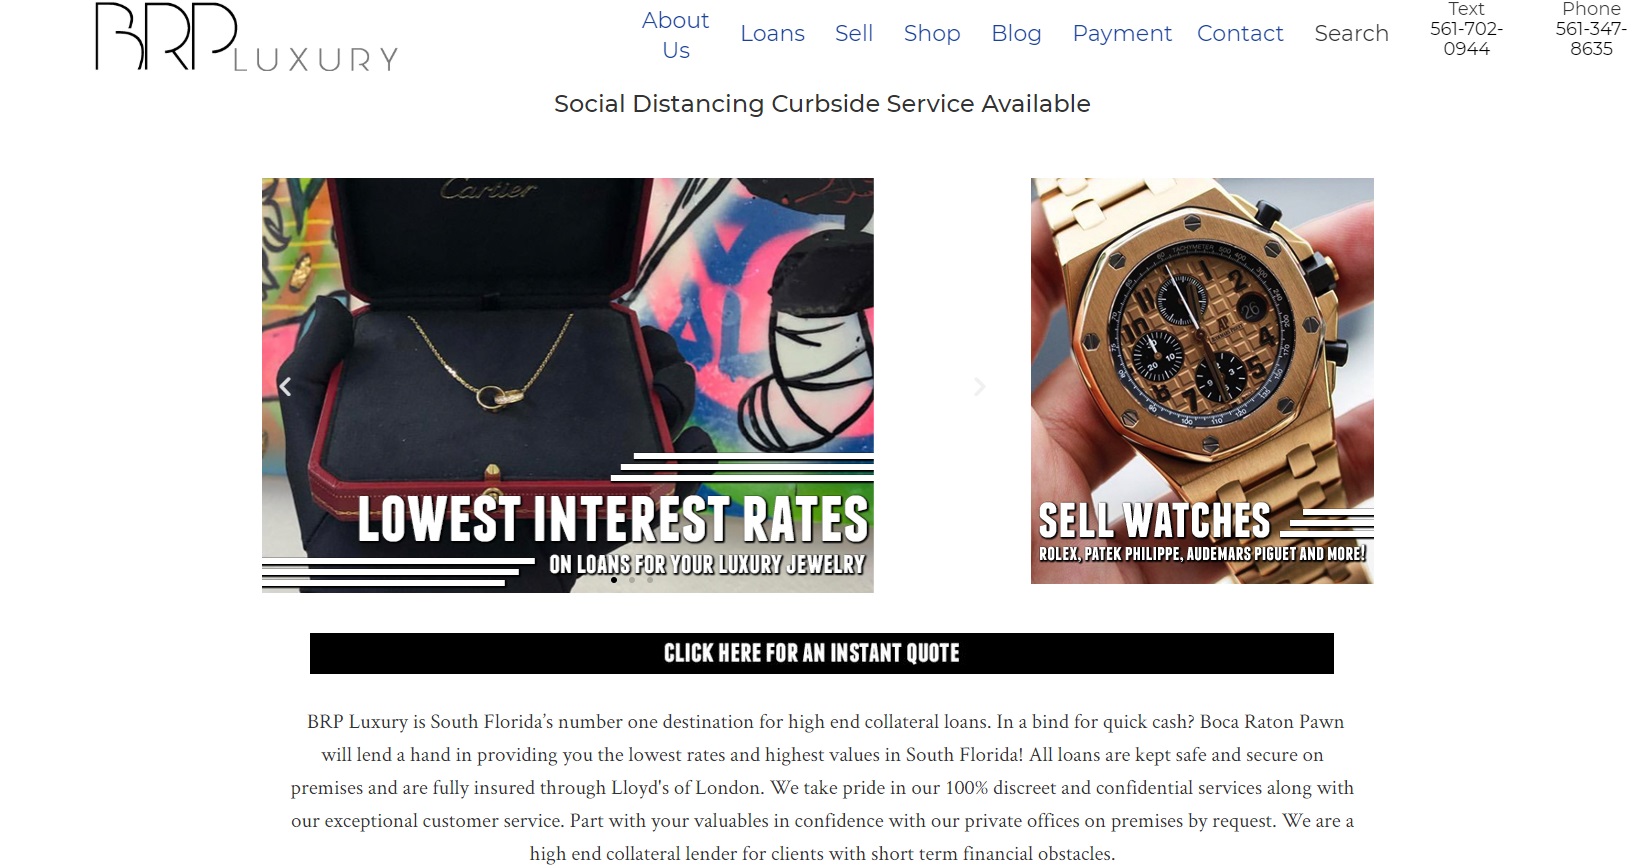 BRP LUXURY
About
Us
Loans
Sell
Shop
Blog
Payment
Contact
Search
Text
561-702-
0944
Phone
561-347-
8635
Social Distancing Curbside Service Available
Cartier
LOWEST INTEREST RATES
ON LOANS FOR YOUR LUXURY JEWELRY
TACHYMETER
AP
26
SELL WATCHES
ROLEX, PATEK PHILIPPE, AUDEMARS PIGUET AND MORE!
CLICK HERE FOR AN INSTANT QUOTE
BRP Luxury is South Florida’s number one destination for high end collateral loans. In a bind for quick cash? Boca Raton Pawn
will lend a hand in providing you the lowest rates and highest values in South Florida! All loans are kept safe and secure on
premises and are fully insured through Lloyd's of London. We take pride in our 100% discreet and confidential services along with
our exceptional customer service. Part with your valuables in confidence with our private offices on premises by request. We are a
high end collateral lender for clients with short term financial obstacles.